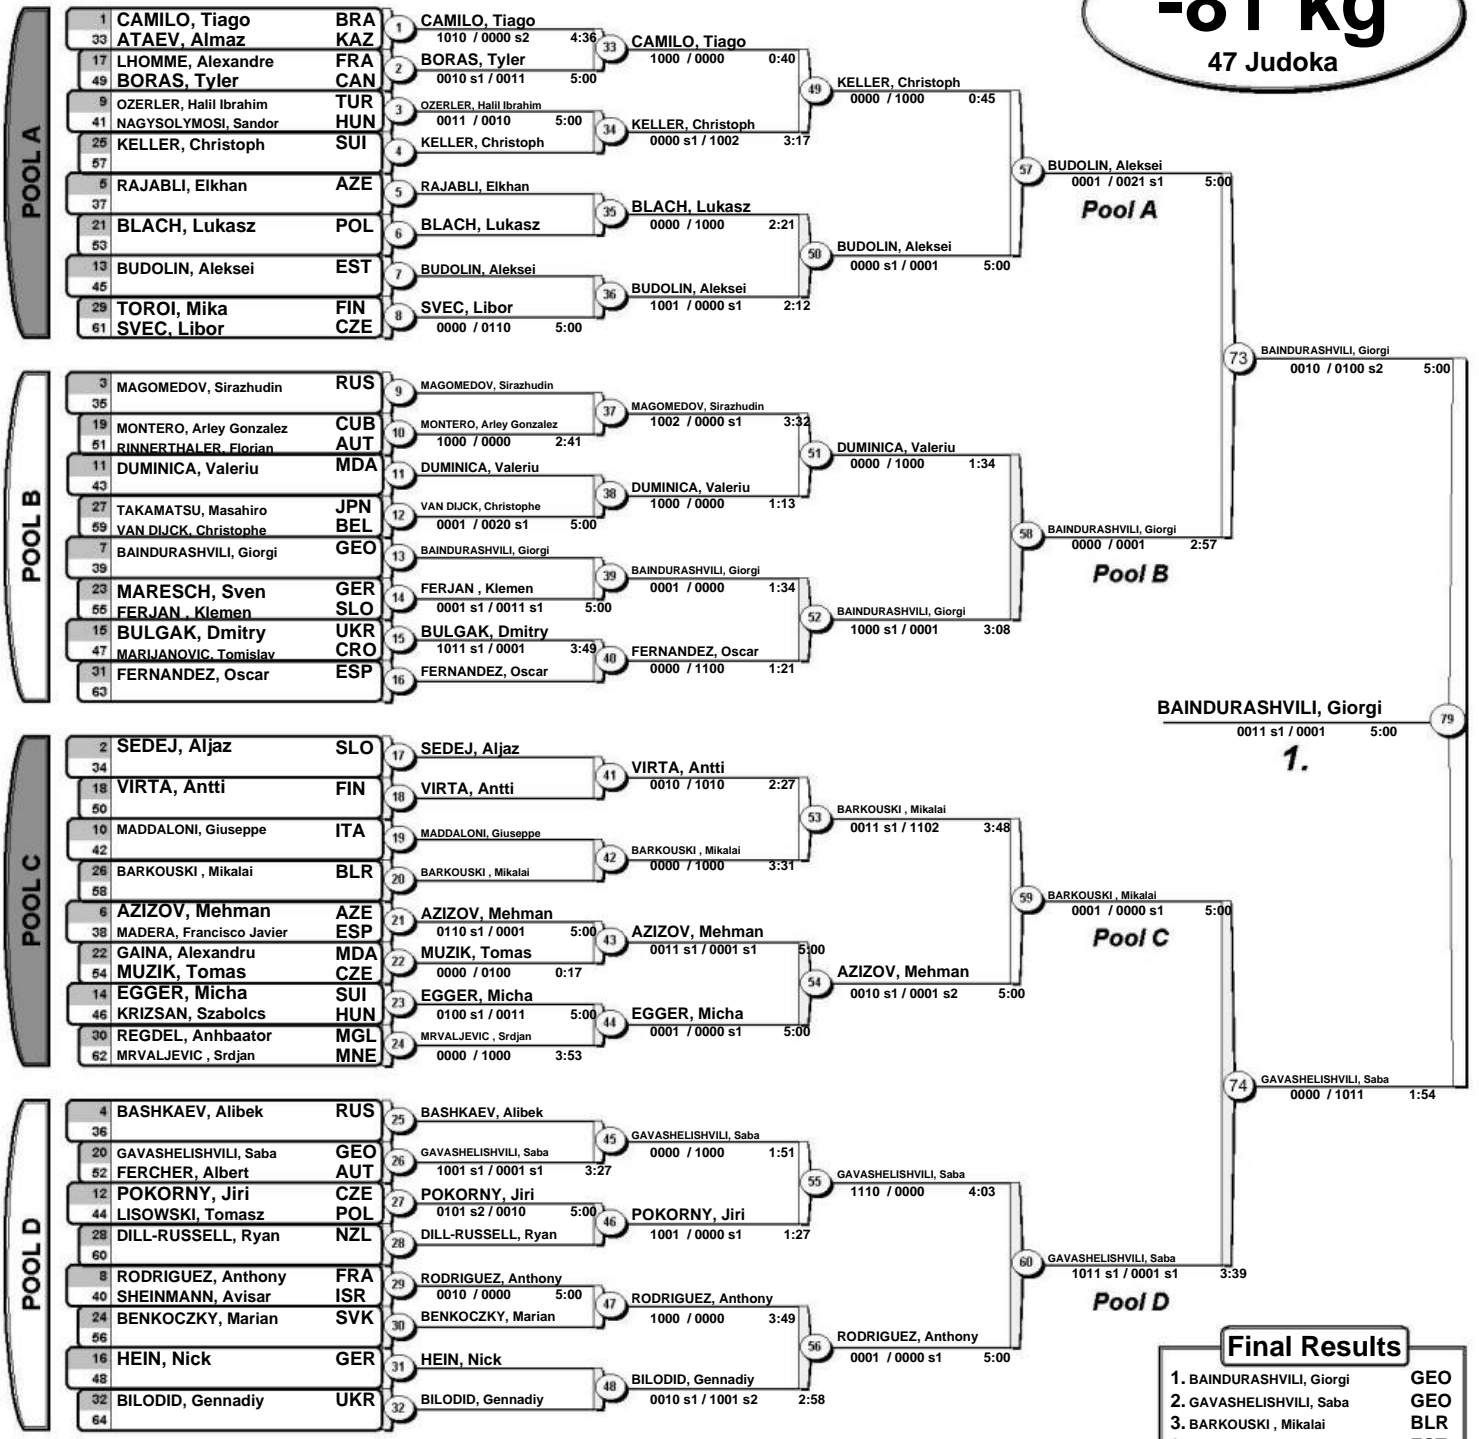 -81 kg
47 Judoka
POOL A
1 CAMILO, Tiago BRA
33 ATAEV, Almaz KAZ
17 LHOMME, Alexandre FRA
49 BORAS, Tyler CAN
9 OZERLER, Halil Ibrahim TUR
41 NAGYSOLYMOSI, Sandor HUN
25 KELLER, Christoph SUI
57
5 RAJABLI, Elkhan AZE
37
21 BLACH, Lukasz POL
53
13 BUDOLIN, Aleksei EST
45
29 TOROI, Mika FIN
61 SVEC, Libor CZE
1 CAMILO, Tiago
1010 / 0000 s2 4:36
2 BORAS, Tyler
0010 s1 / 0011 5:00
3 OZERLER, Halil Ibrahim
0011 / 0010 5:00
4 KELLER, Christoph
5 RAJABLI, Elkhan
6 BLACH, Lukasz
7 BUDOLIN, Aleksei
8 SVEC, Libor
0000 / 0110 5:00
33 CAMILO, Tiago
1000 / 0000 0:40
34 KELLER, Christoph
0000 s1 / 1002 3:17
35 BLACH, Lukasz
0000 / 1000 2:21
36 BUDOLIN, Aleksei
1001 / 0000 s1 2:12
49 KELLER, Christoph
0000 / 1000 0:45
50 BUDOLIN, Aleksei
0000 s1 / 0001 5:00
57 BUDOLIN, Aleksei
0001 / 0021 s1 5:00
Pool A
POOL B
3 MAGOMEDOV, Sirazhudin RUS
35
19 MONTERO, Arley Gonzalez CUB
51 RINNERTHALER, Florian AUT
11 DUMINICA, Valeriu MDA
43
27 TAKAMATSU, Masahiro JPN
59 VAN DIJCK, Christophe BEL
7 BAINDURASHVILI, Giorgi GEO
39
23 MARESCH, Sven GER
55 FERJAN , Klemen SLO
15 BULGAK, Dmitry UKR
47 MARIJANOVIC, Tomislav CRO
31 FERNANDEZ, Oscar ESP
63
9 MAGOMEDOV, Sirazhudin
10 MONTERO, Arley Gonzalez
1000 / 0000 2:41
11 DUMINICA, Valeriu
12 VAN DIJCK, Christophe
0001 / 0020 s1 5:00
13 BAINDURASHVILI, Giorgi
14 FERJAN , Klemen
0001 s1 / 0011 s1 5:00
15 BULGAK, Dmitry
1011 s1 / 0001 3:49
16 FERNANDEZ, Oscar
37 MAGOMEDOV, Sirazhudin
1002 / 0000 s1 3:32
38 DUMINICA, Valeriu
1000 / 0000 1:13
39 BAINDURASHVILI, Giorgi
0001 / 0000 1:34
40 FERNANDEZ, Oscar
0000 / 1100 1:21
51 DUMINICA, Valeriu
0000 / 1000 1:34
52 BAINDURASHVILI, Giorgi
1000 s1 / 0001 3:08
58 BAINDURASHVILI, Giorgi
0000 / 0001 2:57
Pool B
73 BAINDURASHVILI, Giorgi
0010 / 0100 s2 5:00
BAINDURASHVILI, Giorgi 79
0011 s1 / 0001 5:00
1.
POOL C
2 SEDEJ, Aljaz SLO
34
18 VIRTA, Antti FIN
50
10 MADDALONI, Giuseppe ITA
42
26 BARKOUSKI , Mikalai BLR
58
6 AZIZOV, Mehman AZE
38 MADERA, Francisco Javier ESP
22 GAINA, Alexandru MDA
54 MUZIK, Tomas CZE
14 EGGER, Micha SUI
46 KRIZSAN, Szabolcs HUN
30 REGDEL, Anhbaator MGL
62 MRVALJEVIC , Srdjan MNE
17 SEDEJ, Aljaz
18 VIRTA, Antti
19 MADDALONI, Giuseppe
20 BARKOUSKI , Mikalai
21 AZIZOV, Mehman
0110 s1 / 0001 5:00
22 MUZIK, Tomas
0000 / 0100 0:17
23 EGGER, Micha
0100 s1 / 0011 5:00
24 MRVALJEVIC , Srdjan
0000 / 1000 3:53
41 VIRTA, Antti
0010 / 1010 2:27
42 BARKOUSKI , Mikalai
0000 / 1000 3:31
43 AZIZOV, Mehman
0011 s1 / 0001 s1 5:00
44 EGGER, Micha
0001 / 0000 s1 5:00
53 BARKOUSKI , Mikalai
0011 s1 / 1102 3:48
54 AZIZOV, Mehman
0010 s1 / 0001 s2 5:00
59 BARKOUSKI , Mikalai
0001 / 0000 s1 5:00
Pool C
74 GAVASHELISHVILI, Saba
0000 / 1011 1:54
POOL D
4 BASHKAEV, Alibek RUS
36
20 GAVASHELISHVILI, Saba GEO
52 FERCHER, Albert AUT
12 POKORNY, Jiri CZE
44 LISOWSKI, Tomasz POL
28 DILL-RUSSELL, Ryan NZL
60
8 RODRIGUEZ, Anthony FRA
40 SHEINMANN, Avisar ISR
24 BENKOCZKY, Marian SVK
56
16 HEIN, Nick GER
48
32 BILODID, Gennadiy UKR
64
25 BASHKAEV, Alibek
26 GAVASHELISHVILI, Saba
1001 s1 / 0001 s1 3:27
27 POKORNY, Jiri
0101 s2 / 0010 5:00
28 DILL-RUSSELL, Ryan
29 RODRIGUEZ, Anthony
0010 / 0000 5:00
30 BENKOCZKY, Marian
31 HEIN, Nick
32 BILODID, Gennadiy
45 GAVASHELISHVILI, Saba
0000 / 1000 1:51
46 POKORNY, Jiri
1001 / 0000 s1 1:27
47 RODRIGUEZ, Anthony
1000 / 0000 3:49
48 BILODID, Gennadiy
0010 s1 / 1001 s2 2:58
55 GAVASHELISHVILI, Saba
1110 / 0000 4:03
56 RODRIGUEZ, Anthony
0001 / 0000 s1 5:00
60 GAVASHELISHVILI, Saba
1011 s1 / 0001 s1 3:39
Pool D
Final Results
1. BAINDURASHVILI, Giorgi GEO
2. GAVASHELISHVILI, Saba GEO
3. BARKOUSKI , Mikalai BLR